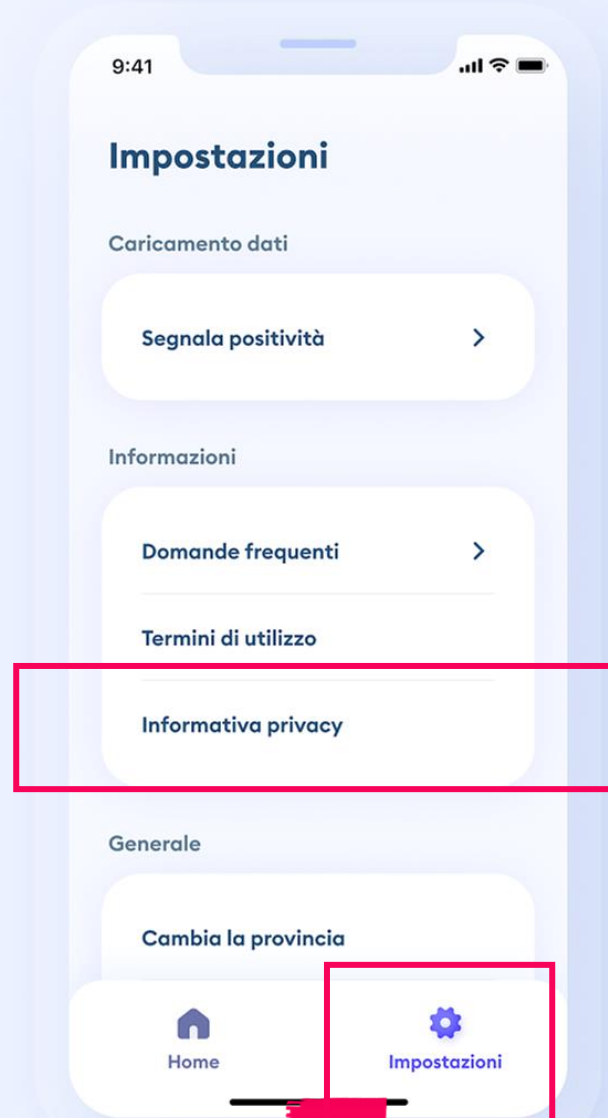 9:41
Impostazioni
Caricamento dati
Segnala positività
Informazioni
Domande frequenti
Termini di utilizzo
Informativa privacy
Generale
Cambia la provincia
Home
Impostazioni